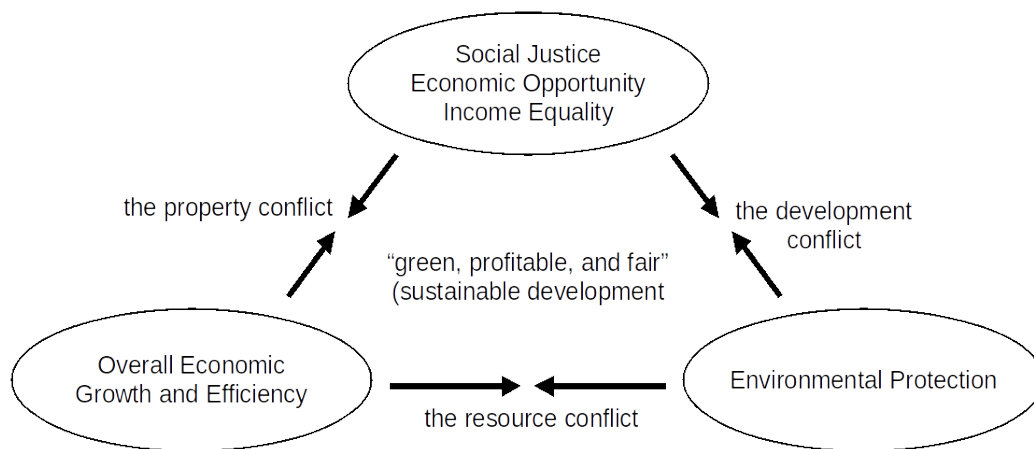 Social Justice
Economic Opportunity
Income Equality
the property conflict
the development
conflict
“green, profitable, and fair”
(sustainable development
Overall Economic
Growth and Efficiency
Environmental Protection
the resource conflict